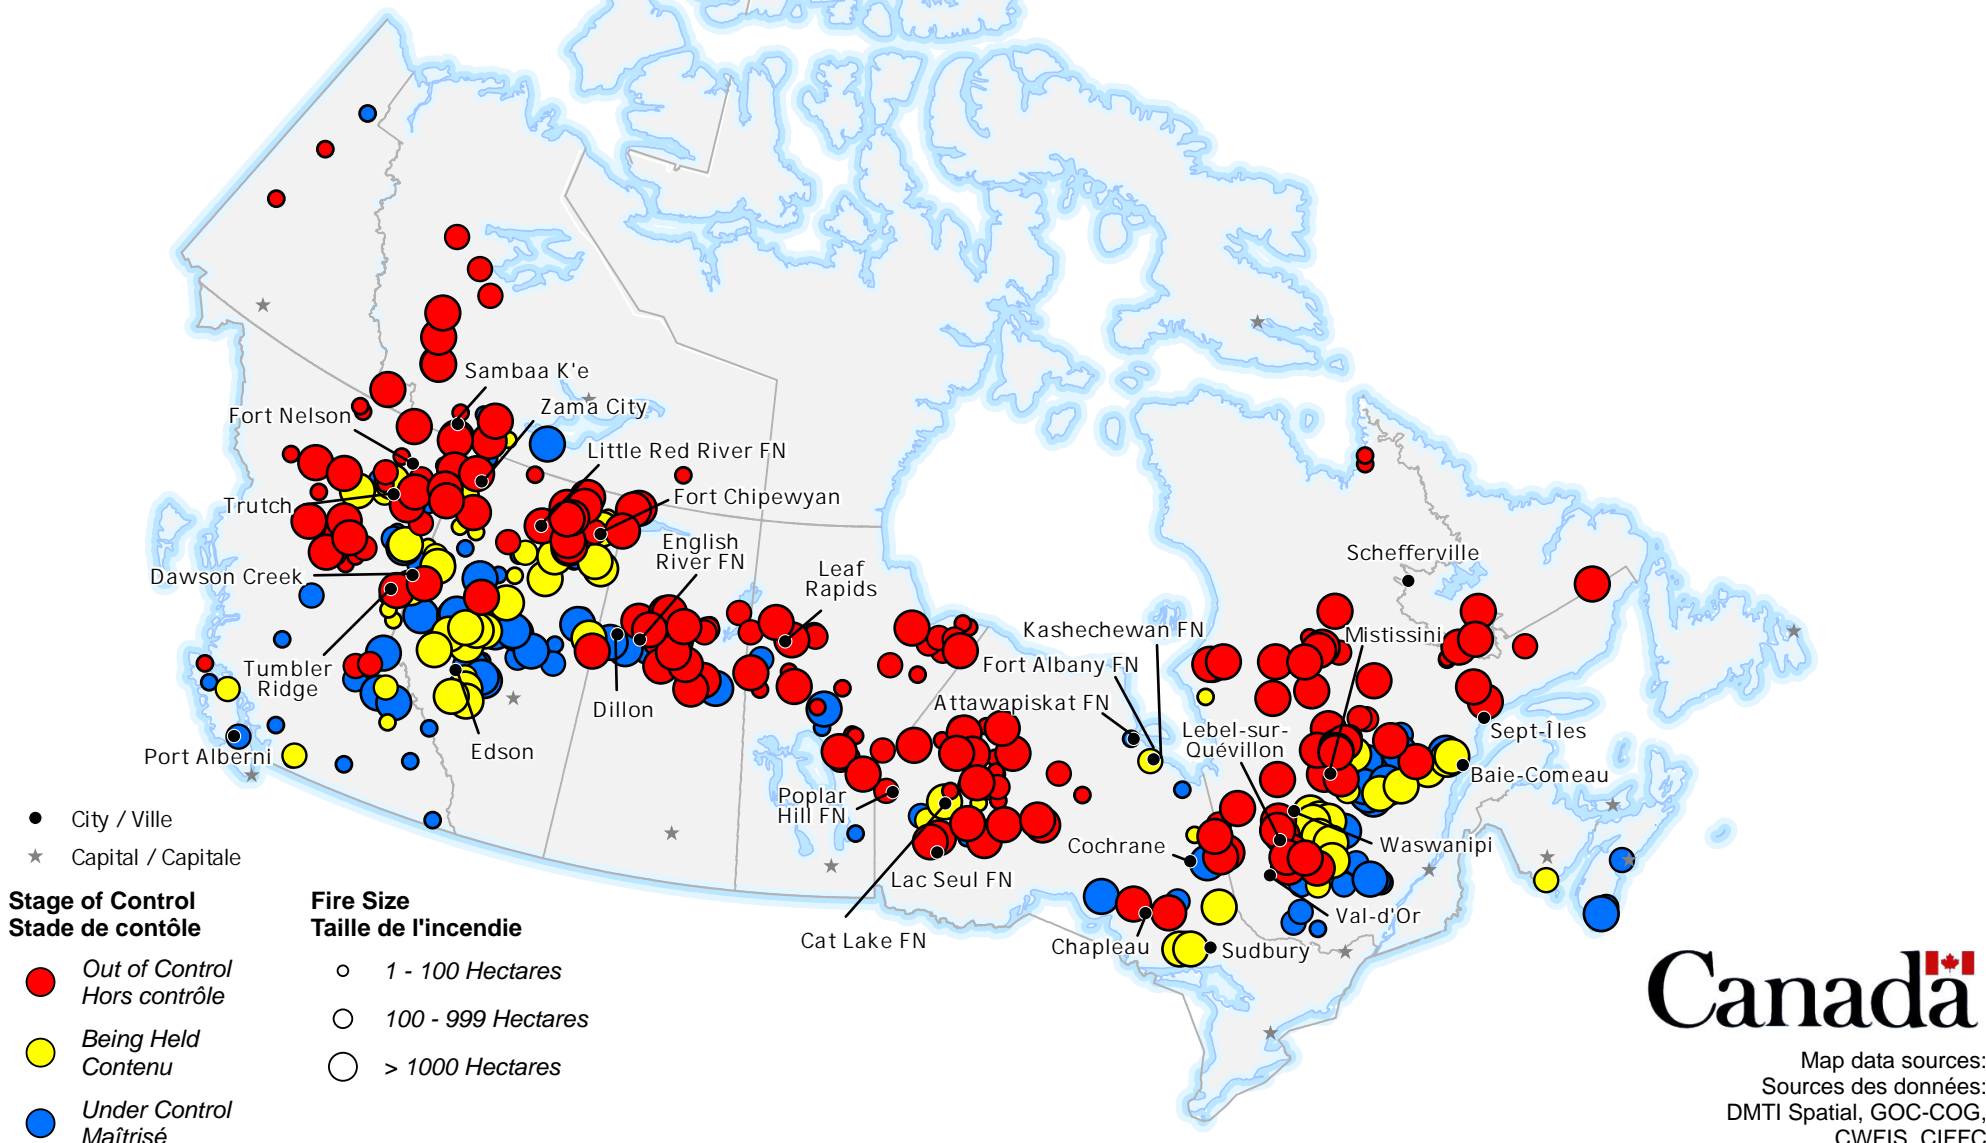 Sambaa K'e
Fort Nelson
Zama City
Little Red River FN
Trutch
Fort Chipewyan
English
River FN
Dawson Creek
Leaf
Rapids
Schefferville
Kashechewan FN
Mistissini
Fort Albany FN
Tumbler
Ridge
Attawapiskat FN
Dillon
Lebel-sur-
Quévillon
Sept-Îles
Port Alberni
Edson
Baie-Comeau
Poplar
Hill FN
Cochrane
Waswanipi
Lac Seul FN
Val-d'Or
Cat Lake FN
Chapleau
Sudbury
City / Ville
Capital / Capitale
Stage of Control
Stade de contôle
Out of Control
Hors contrôle
Being Held
Contenu
Under Control
Maîtrisé
Fire Size
Taille de l'incendie
1 - 100 Hectares
100 - 999 Hectares
> 1000 Hectares
Canada
Map data sources:
Sources des données:
DMTI Spatial, GOC-COG,
CWFIS, CIFFC